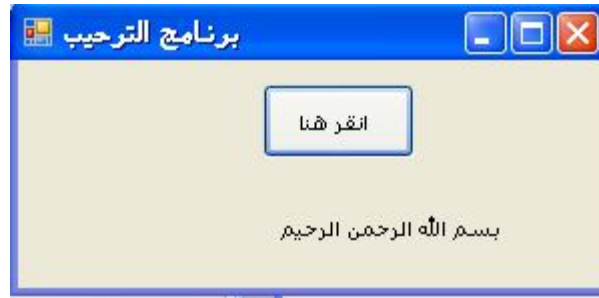 برنامج الترحيب
انقر هنا
بسم الله الرحمن الرحيم